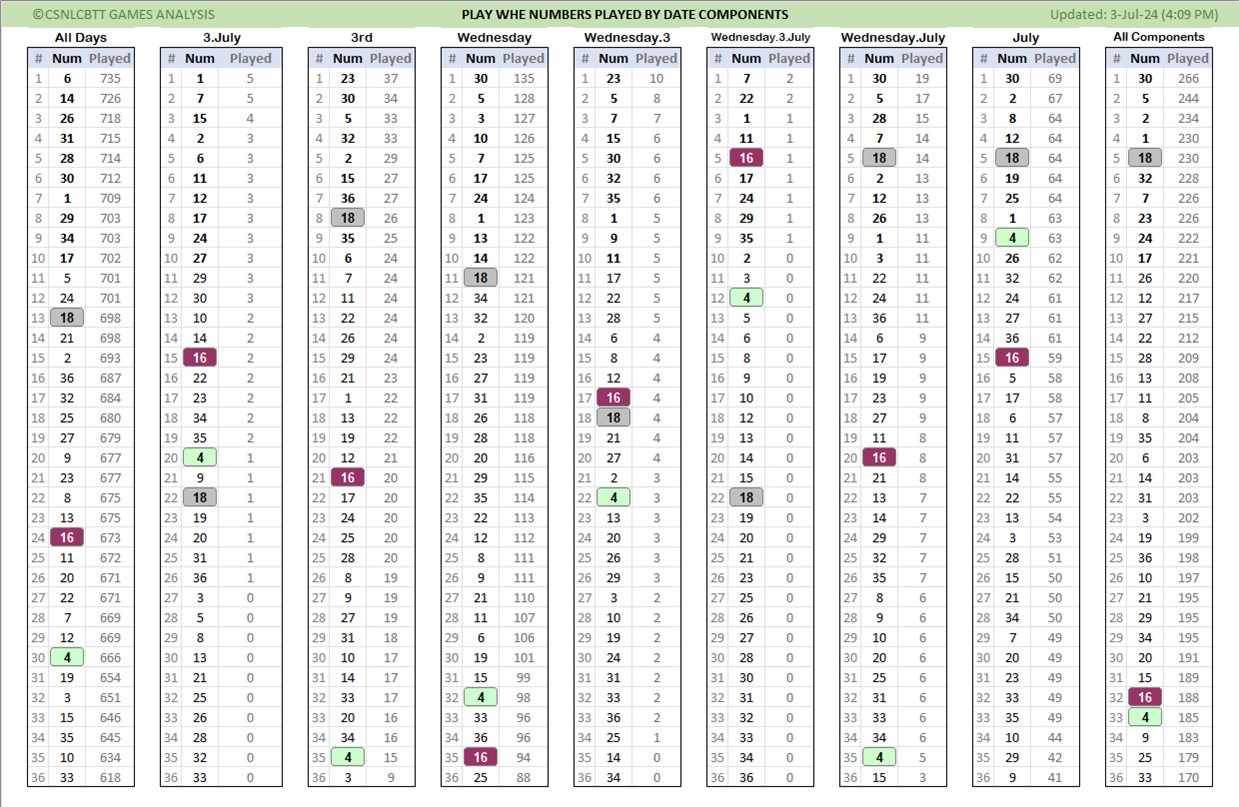 ©CSNLCBTT GAMES ANALYSIS PLAY WHE NUMBERS PLAYED BY DATE COMPONENTS Updated: 3-Jul-24 (4:09 PM)
All Days 3.July 3rd Wednesday Wednesday.3 Wednesday.3.July Wednesday.July July All Components
# Num Played # Num Played # Num Played # Num Played # Num Played # Num Played # Num Played # Num Played # Num Played
1 6 735 1 1 5 1 23 37 1 30 135 1 23 10 1 7 2 1 30 19 1 30 69 1 30 266
2 14 726 2 7 5 2 30 34 2 5 128 2 5 8 2 22 2 2 5 17 2 2 67 2 5 244
3 26 718 3 15 4 3 5 33 3 3 127 3 7 7 3 1 1 3 28 15 3 8 64 3 2 234
4 31 715 4 2 3 4 32 33 4 10 126 4 15 6 4 11 1 4 7 14 4 12 64 4 1 230
5 28 714 5 6 3 5 2 29 5 7 125 5 30 6 5 16 1 5 18 14 5 18 64 5 18 230
6 30 712 6 11 3 6 15 27 6 17 125 6 32 6 6 17 1 6 2 13 6 19 64 6 32 228
7 1 709 7 12 3 7 36 27 7 24 124 7 35 6 7 24 1 7 12 13 7 25 64 7 7 226
8 29 703 8 17 3 8 18 26 8 1 123 8 1 5 8 29 1 8 26 13 8 1 63 8 23 226
9 34 703 9 24 3 9 35 25 9 13 122 9 9 5 9 35 1 9 1 11 9 4 63 9 24 222
10 17 702 10 27 3 10 6 24 10 14 122 10 11 5 10 2 0 10 3 11 10 26 62 10 17 221
11 5 701 11 29 3 11 7 24 11 18 121 11 17 5 11 3 0 11 22 11 11 32 62 11 26 220
12 24 701 12 30 3 12 11 24 12 34 121 12 22 5 12 4 0 12 24 11 12 24 61 12 12 217
13 18 698 13 10 2 13 22 24 13 32 120 13 28 5 13 5 0 13 36 11 13 27 61 13 27 215
14 21 698 14 14 2 14 26 24 14 2 119 14 6 4 14 6 0 14 6 9 14 36 61 14 22 212
15 2 693 15 16 2 15 29 24 15 23 119 15 8 4 15 8 0 15 17 9 15 16 59 15 28 209
16 36 687 16 22 2 16 21 23 16 27 119 16 12 4 16 9 0 16 19 9 16 5 58 16 13 208
17 32 684 17 23 2 17 1 22 17 31 119 17 16 4 17 10 0 17 23 9 17 17 58 17 11 205
18 25 680 18 34 2 18 13 22 18 26 118 18 18 4 18 12 0 18 27 9 18 6 57 18 8 204
19 27 679 19 35 2 19 19 22 19 28 118 19 21 4 19 13 0 19 11 8 19 11 57 19 35 204
20 9 677 20 4 1 20 12 21 20 20 116 20 27 4 20 14 0 20 16 8 20 31 57 20 6 203
21 23 677 21 9 1 21 16 20 21 29 115 21 2 3 21 15 0 21 21 8 21 14 55 21 14 203
22 8 675 22 18 1 22 17 20 22 35 114 22 4 3 22 18 0 22 13 7 22 22 55 22 31 203
23 13 675 23 19 1 23 24 20 23 22 113 23 13 3 23 19 0 23 14 7 23 13 54 23 3 202
24 16 673 24 20 1 24 25 20 24 12 112 24 20 3 24 20 0 24 29 7 24 3 53 24 19 199
25 11 672 25 31 1 25 28 20 25 8 111 25 26 3 25 21 0 25 32 7 25 28 51 25 36 198
26 20 671 26 36 1 26 8 19 26 9 111 26 29 3 26 23 0 26 35 7 26 15 50 26 10 197
27 22 671 27 3 0 27 9 19 27 21 110 27 3 2 27 25 0 27 8 6 27 21 50 27 21 195
28 7 669 28 5 0 28 27 19 28 11 107 28 10 2 28 26 0 28 9 6 28 34 50 28 29 195
29 12 669 29 8 0 29 31 18 29 6 106 29 19 2 29 27 0 29 10 6 29 7 49 29 34 195
30 4 666 30 13 0 30 10 17 30 19 101 30 24 2 30 28 0 30 20 6 30 20 49 30 20 191
31 19 654 31 21 0 31 14 17 31 15 99 31 31 2 31 30 0 31 25 6 31 23 49 31 15 189
32 3 651 32 25 0 32 33 17 32 4 98 32 33 2 32 31 0 32 31 6 32 33 49 32 16 188
33 15 646 33 26 0 33 20 16 33 33 96 33 36 2 33 32 0 33 33 6 33 35 49 33 4 185
34 35 645 34 28 0 34 34 16 34 36 96 34 25 1 34 33 0 34 34 6 34 10 44 34 9 183
35 10 634 35 32 0 35 4 15 35 16 94 35 14 0 35 34 0 35 4 5 35 29 42 35 25 179
36 33 618 36 33 0 36 3 9 36 25 88 36 34 0 36 36 0 36 15 3 36 9 41 36 33 170